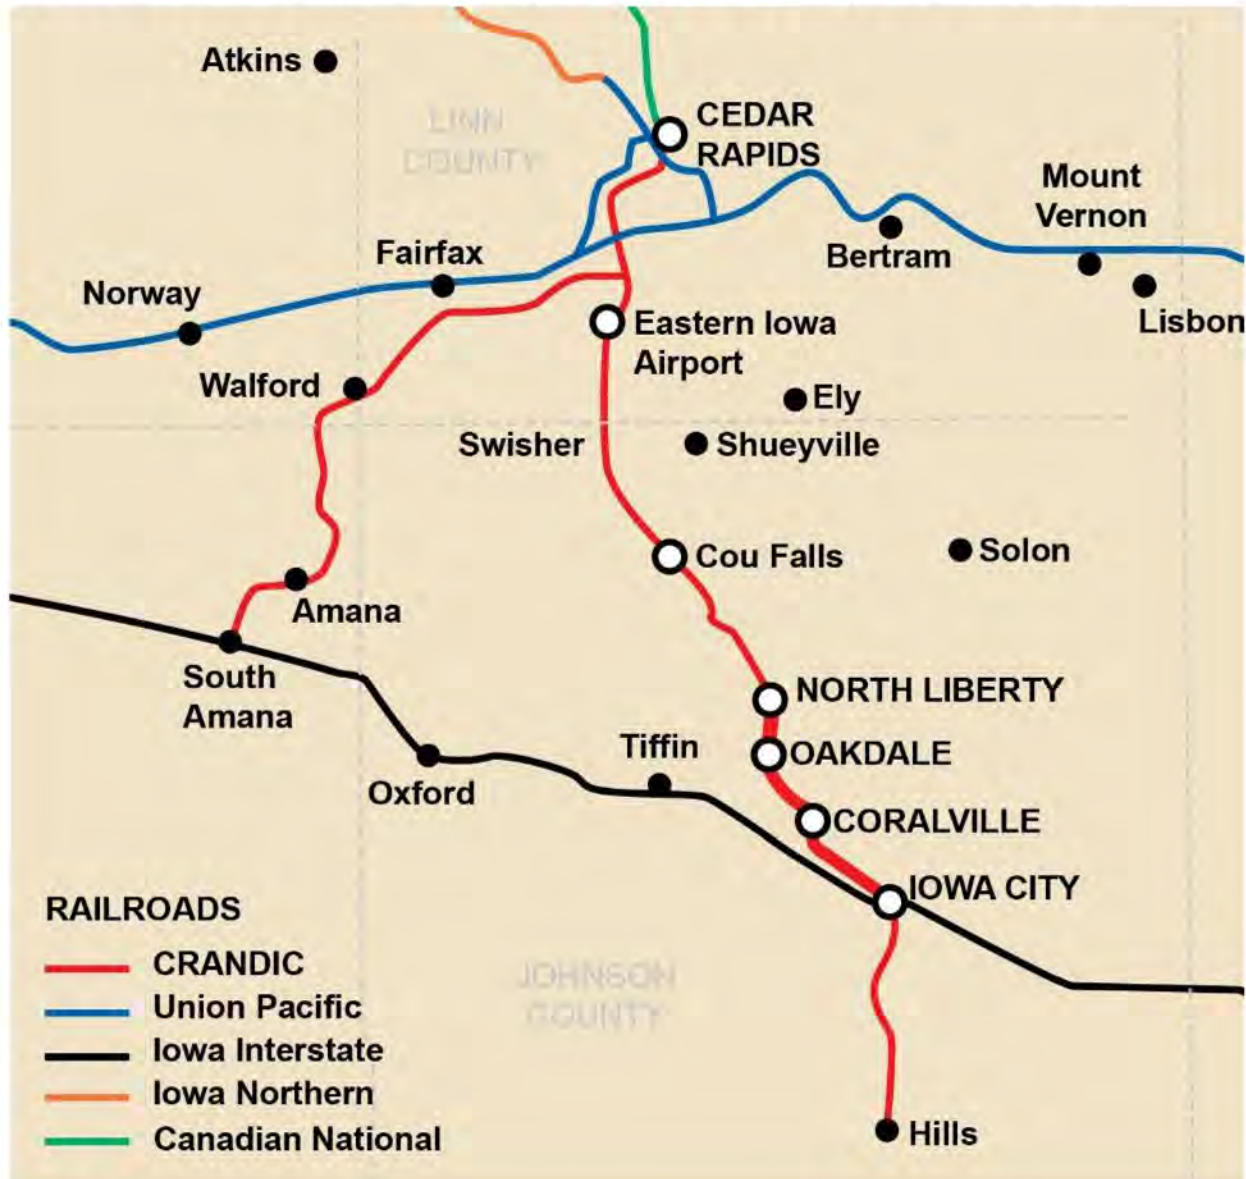 Atkins
LINN
COUNTY
CEDAR
RAPIDS
Mount
Vernon
Bertram
Fairfax
Norway
Lisbon
Eastern Iowa
Airport
Walford
Ely
Swisher
Shueyville
Cou Falls
Solon
Amana
South
Amana
NORTH LIBERTY
Tiffin
OAKDALE
Oxford
CORALVILLE
IOWA CITY
RAILROADS
CRANDIC
Union Pacific
Iowa Interstate
Iowa Northern
Canadian National
JOHNSON
COUNTY
Hills